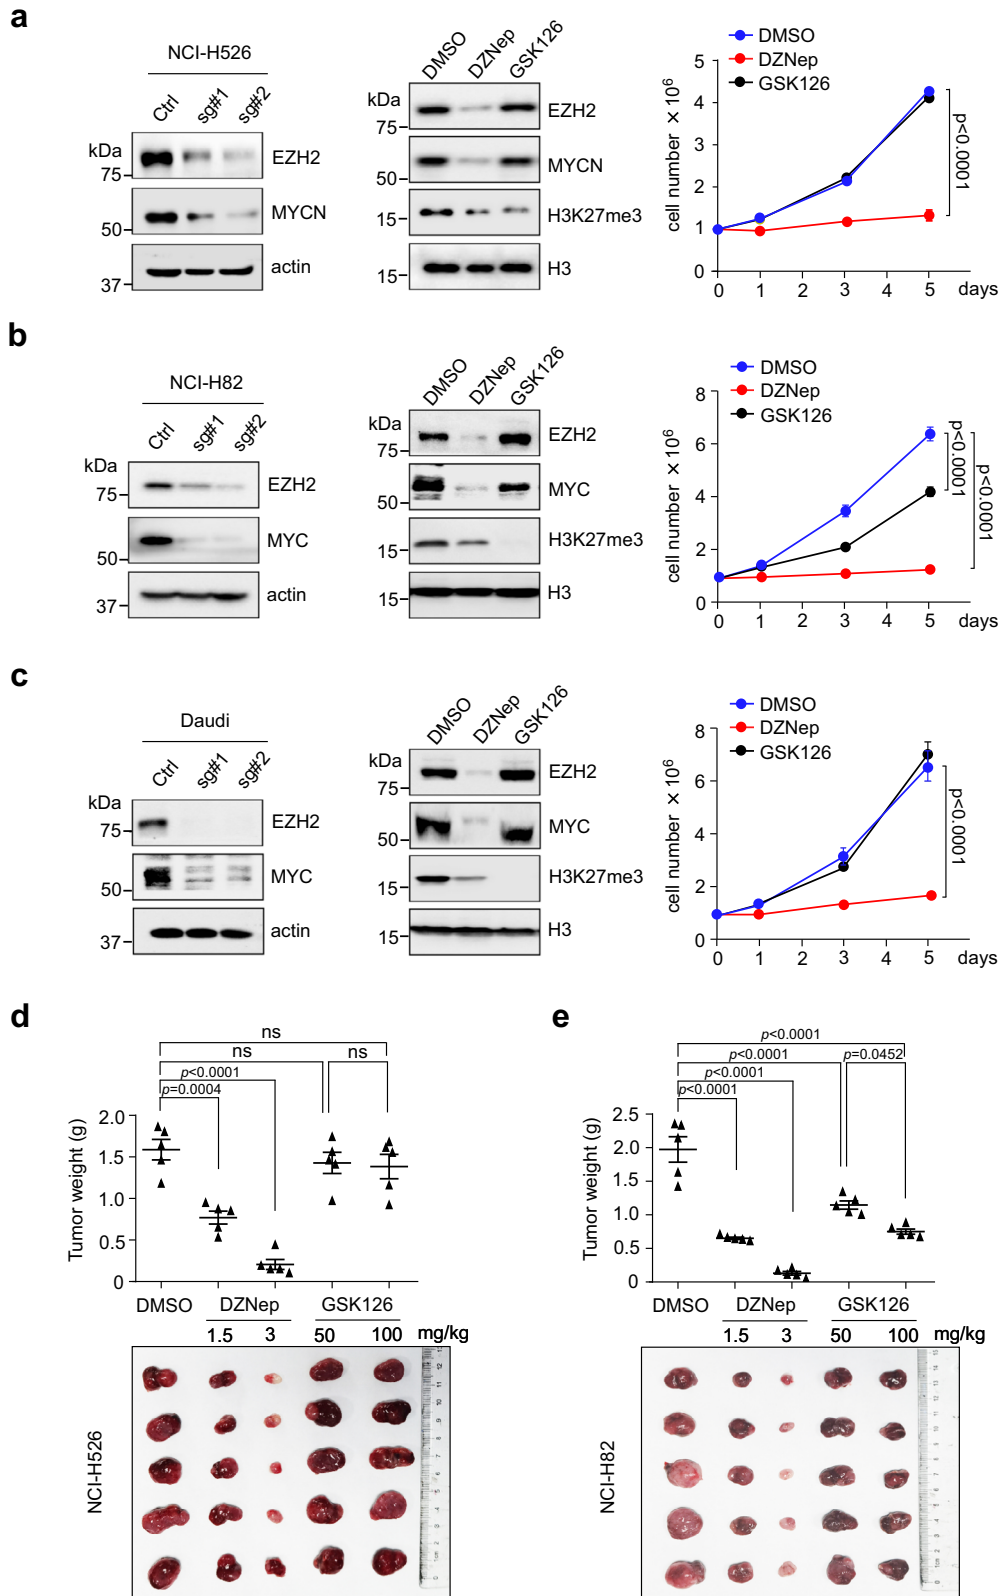 a
NCI-H526
Ctrl sg#1 sg#2
kDa
75
EZH2
50
MYCN
37
actin
DMSO DZNep GSK126
kDa
75
EZH2
50
MYCN
15
H3K27me3
15
H3
DMSO
DZNep
GSK126
cell number × 10⁶
5
4
3
2
1
0
0 1 2 3 4 5 days
p<0.0001
b
NCI-H82
Ctrl sg#1 sg#2
kDa
75
EZH2
50
MYC
37
actin
DMSO DZNep GSK126
kDa
75
EZH2
50
MYC
15
H3K27me3
15
H3
DMSO
DZNep
GSK126
cell number × 10⁶
8
6
4
2
0
0 1 2 3 4 5 days
p<0.0001
p<0.0001
c
Daudi
Ctrl sg#1 sg#2
kDa
75
EZH2
50
MYC
37
actin
DMSO DZNep GSK126
kDa
75
EZH2
50
MYC
15
H3K27me3
15
H3
DMSO
DZNep
GSK126
cell number × 10⁶
8
6
4
2
0
0 1 2 3 4 5 days
p<0.0001
d
ns
ns
ns
p<0.0001
p=0.0004
Tumor weight (g)
2.0
1.5
1.0
0.5
0
DMSO DZNep GSK126
1.5 3 50 100 mg/kg
NCI-H526
e
p<0.0001
p<0.0001
p=0.0452
p<0.0001
p<0.0001
Tumor weight (g)
2.5
2.0
1.5
1.0
0.5
0
DMSO DZNep GSK126
1.5 3 50 100 mg/kg
NCI-H82